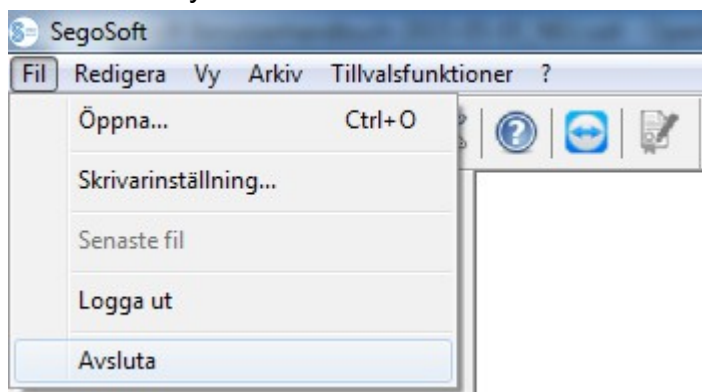 SegoSoft
Fil Redigera Vy Arkiv Tillvalsfunktioner ?
Öppna... Ctrl+O
Skrivarinställning...
Senaste fil
Logga ut
Avsluta